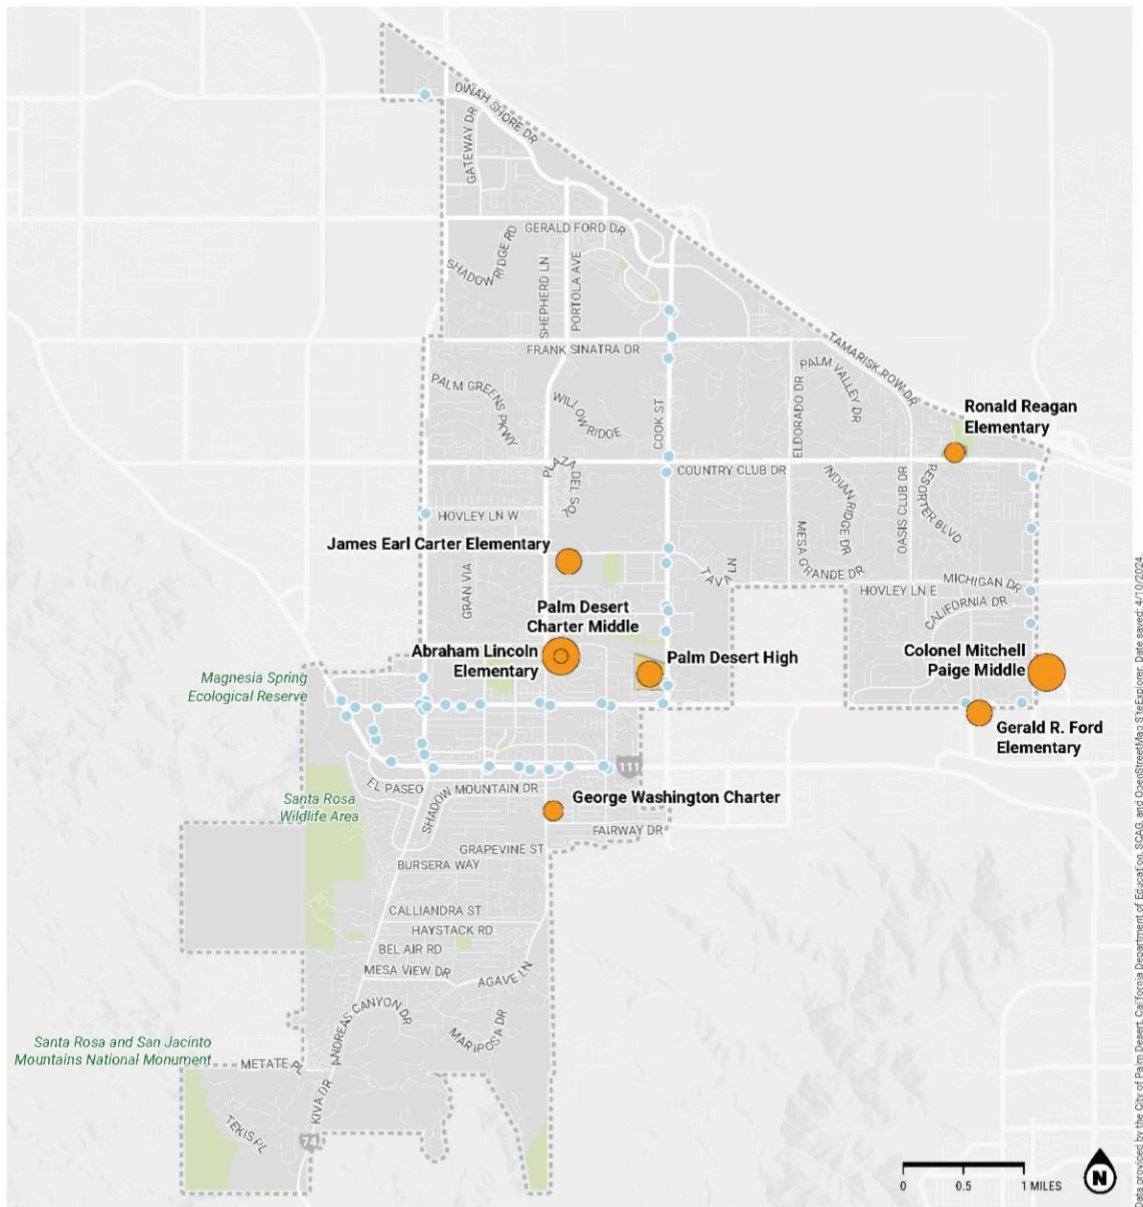 DINAH SHORE DR
GATEWAY DR
GERALD FORD DR
SHADOW RIDGE RD
SHEPHERD LN
PORTOLA AVE
FRANK SINATRA DR
TAMARISK ROW DR
PALM VALLEY DR
PALM GREENS PKWY
WILLOW RIDGE
COOK ST
ELDORADO DR
Ronald Reagan
Elementary
PLAZA DEL SOL
COUNTRY CLUB DR
INDIAN RIDGE DR
OASIS CLUB DR
RESORTER BLVD
HOVLEY LN W
James Earl Carter Elementary
MESA GRANDE DR
TAVA LN
GRAN VIA
MICHIGAN DR
HOVLEY LN E
CALIFORNIA DR
Palm Desert
Charter Middle
Abraham Lincoln
Elementary
Palm Desert High
Colonel Mitchell
Paige Middle
Magnesia Spring
Ecological Reserve
Gerald R. Ford
Elementary
111
EL PASEO
SHADOW MOUNTAIN DR
Santa Rosa
Wildlife Area
George Washington Charter
FAIRWAY DR
GRAPEVINE ST
BURSERA WAY
CALLIANDRA ST
HAYSTACK RD
BEL AIR RD
MESA VIEW DR
AGAVE LN
ANDREAS CANYON DR
MARIPOSA DR
Santa Rosa and San Jacinto
Mountains National Monument
METATE PL
KIVA DR
TEKIS PL
74
0 0.5 1 MILES
N
Data provided by the City of Palm Desert, California Department of Education, SCAG, and OpenStreetMap SiteExplorer. Date saved: 4/10/2024.